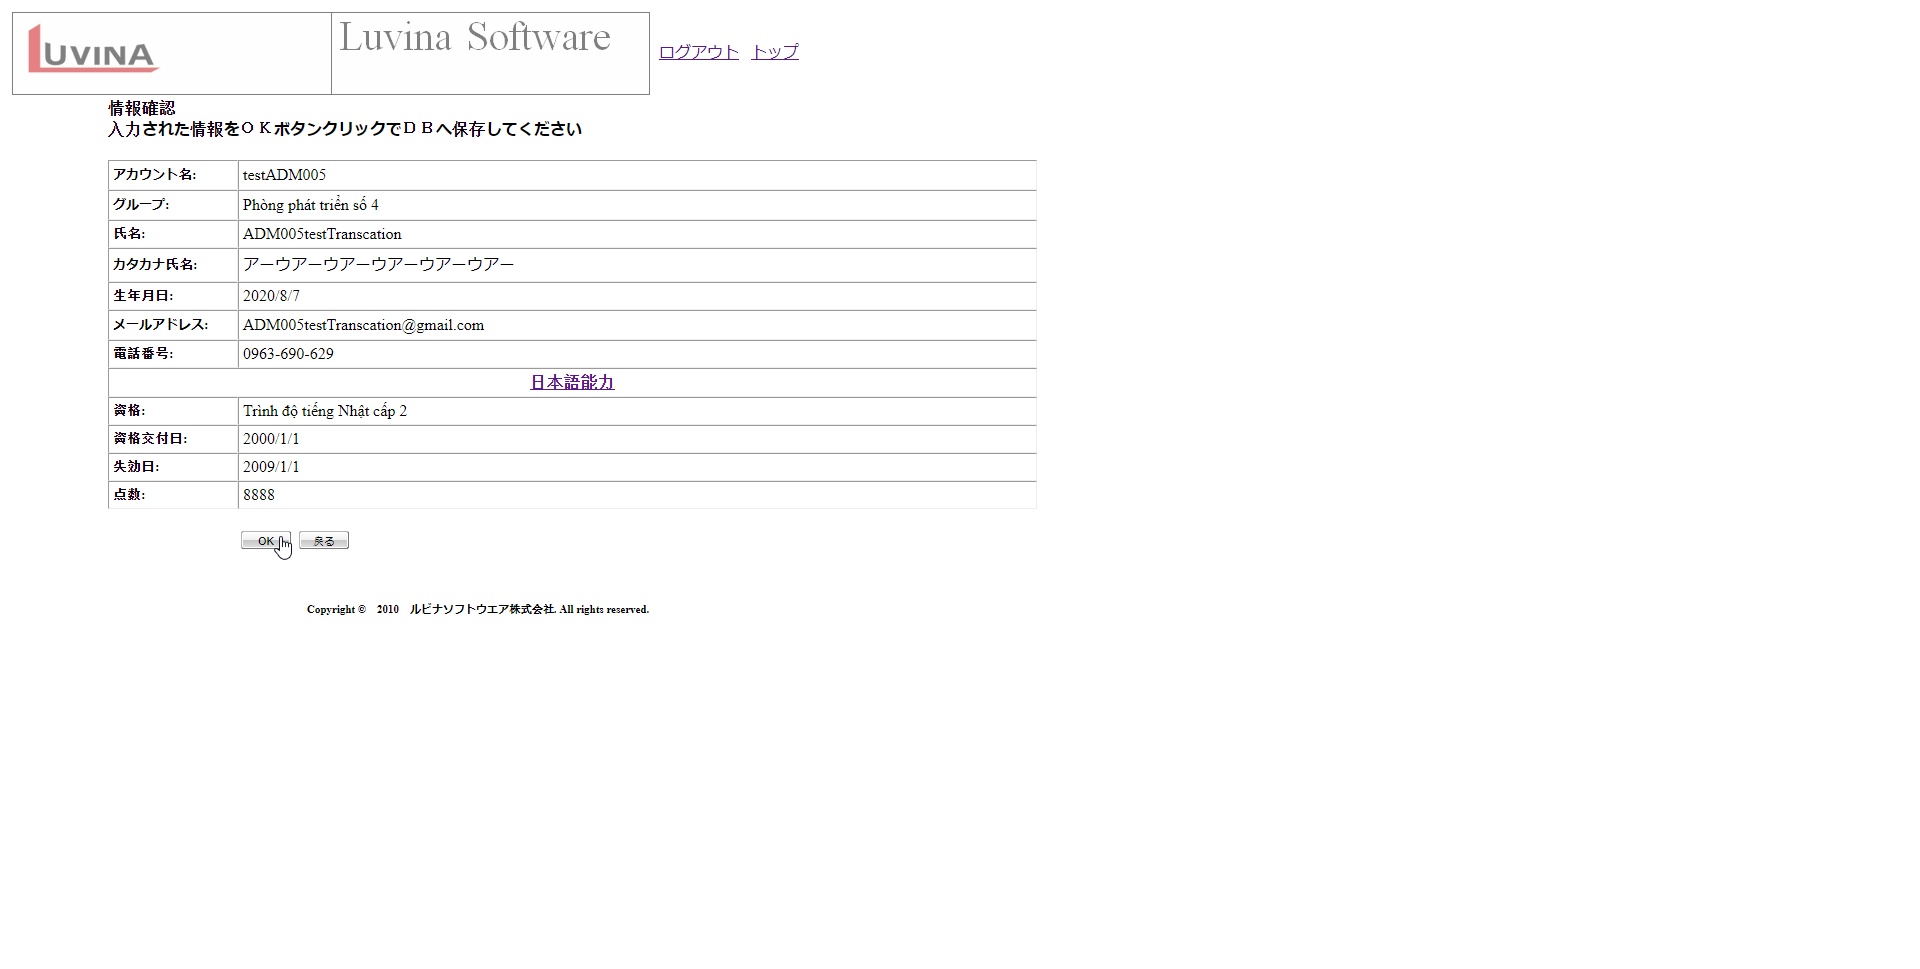 LUVINA
Luvina Software
ログアウト トップ
情報確認
入力された情報をＯＫボタンクリックでＤＢへ保存してください
アカウント名: testADM005
グループ: Phòng phát triển số 4
氏名: ADM005testTranscation
カタカナ氏名: アーウアーウアーウアーウアーウアー
生年月日: 2020/8/7
メールアドレス: ADM005testTranscation@gmail.com
電話番号: 0963-690-629
日本語能力
資格: Trình độ tiếng Nhật cấp 2
資格交付日: 2000/1/1
失効日: 2009/1/1
点数: 8888
OK 戻る
Copyright ©　2010　ルビナソフトウエア株式会社. All rights reserved.